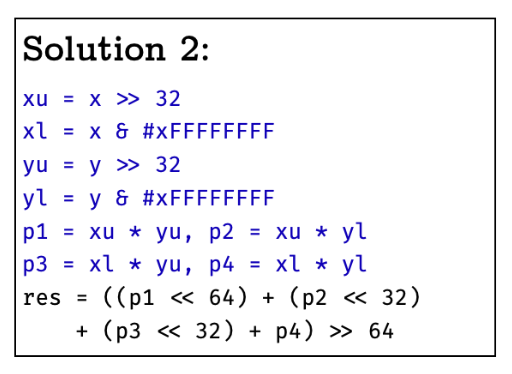 Solution 2:
xu = x >> 32
xl = x & #xFFFFFFFF
yu = y >> 32
yl = y & #xFFFFFFFF
p1 = xu * yu, p2 = xu * yl
p3 = xl * yu, p4 = xl * yl
res = ((p1 << 64) + (p2 << 32)
+ (p3 << 32) + p4) >> 64